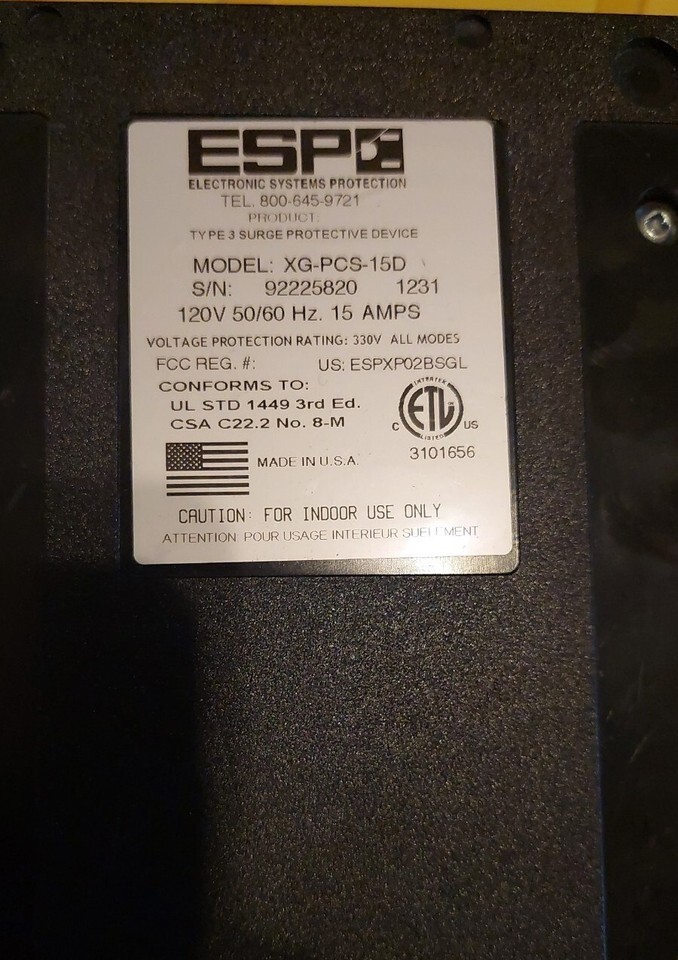 ESP
ELECTRONIC SYSTEMS PROTECTION
TEL. 800-645-9721
PRODUCT:
TYPE 3 SURGE PROTECTIVE DEVICE
MODEL: XG-PCS-15D
S/N: 92225820 1231
120V 50/60 Hz. 15 AMPS
VOLTAGE PROTECTION RATING: 330V ALL MODES
FCC REG. #: US: ESPXP02BSGL
CONFORMS TO:
UL STD 1449 3rd Ed.
CSA C22.2 No. 8-M
INTERTEK
ETL
C US
LISTED
3101656
MADE IN U.S.A.
CAUTION: FOR INDOOR USE ONLY
ATTENTION: POUR USAGE INTERIEUR